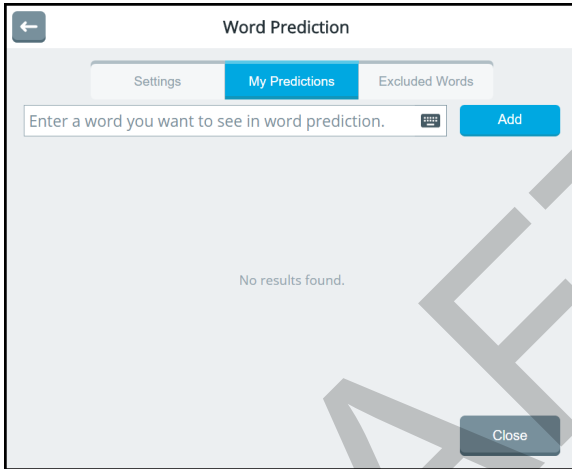 Word Prediction
Settings My Predictions Excluded Words
Enter a word you want to see in word prediction. Add
No results found.
Close